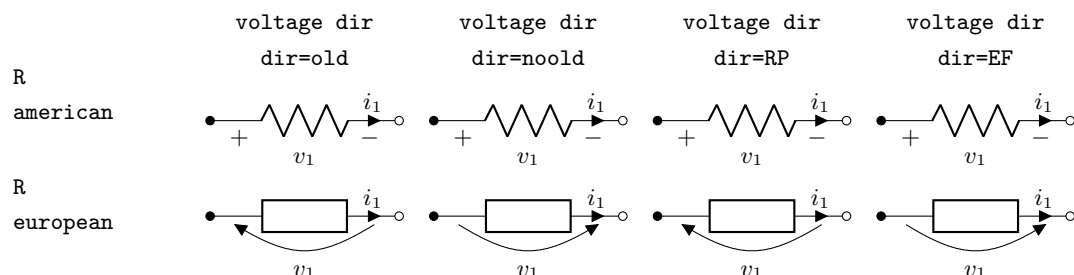 voltage dir voltage dir voltage dir voltage dir
dir=old dir=noold dir=RP dir=EF
R
american
i₁ i₁ i₁ i₁
+ − + − + − + −
v₁ v₁ v₁ v₁
R
european
i₁ i₁ i₁ i₁
v₁ v₁ v₁ v₁